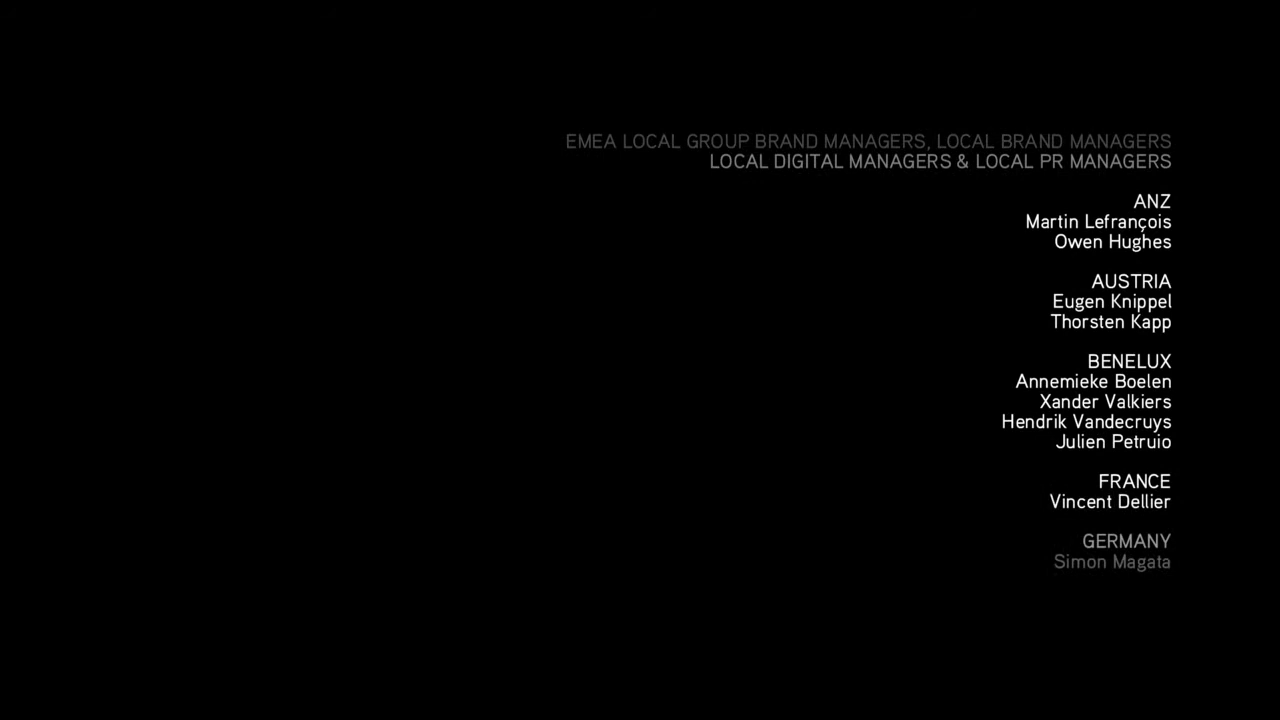 EMEA LOCAL GROUP BRAND MANAGERS, LOCAL BRAND MANAGERS
LOCAL DIGITAL MANAGERS & LOCAL PR MANAGERS
ANZ
Martin Lefrançois
Owen Hughes
AUSTRIA
Eugen Knippel
Thorsten Kapp
BENELUX
Annemieke Boelen
Xander Valkiers
Hendrik Vandecruys
Julien Petruio
FRANCE
Vincent Dellier
GERMANY
Simon Magata